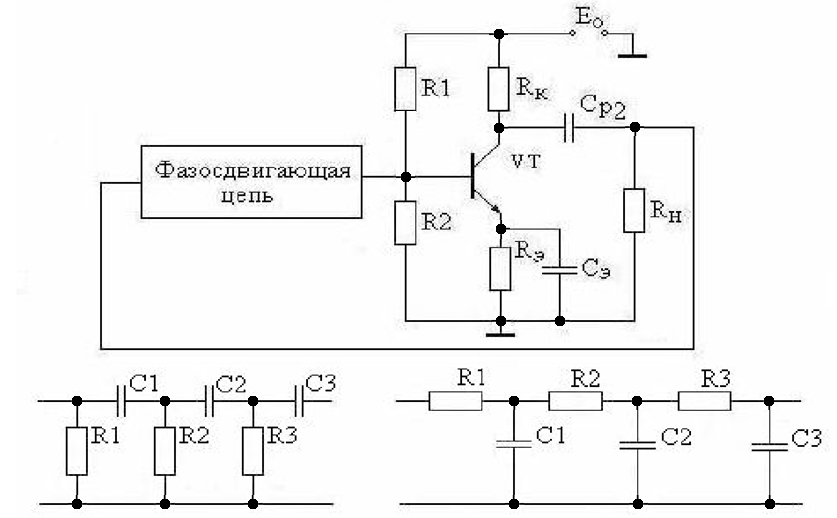 E₀
R1
Rк
Cp₂
VT
Фазосдвигающая
цепь
R2
Rн
Rэ
Cэ
C1
C2
C3
R1
R2
R3
R1
R2
R3
C1
C2
C3